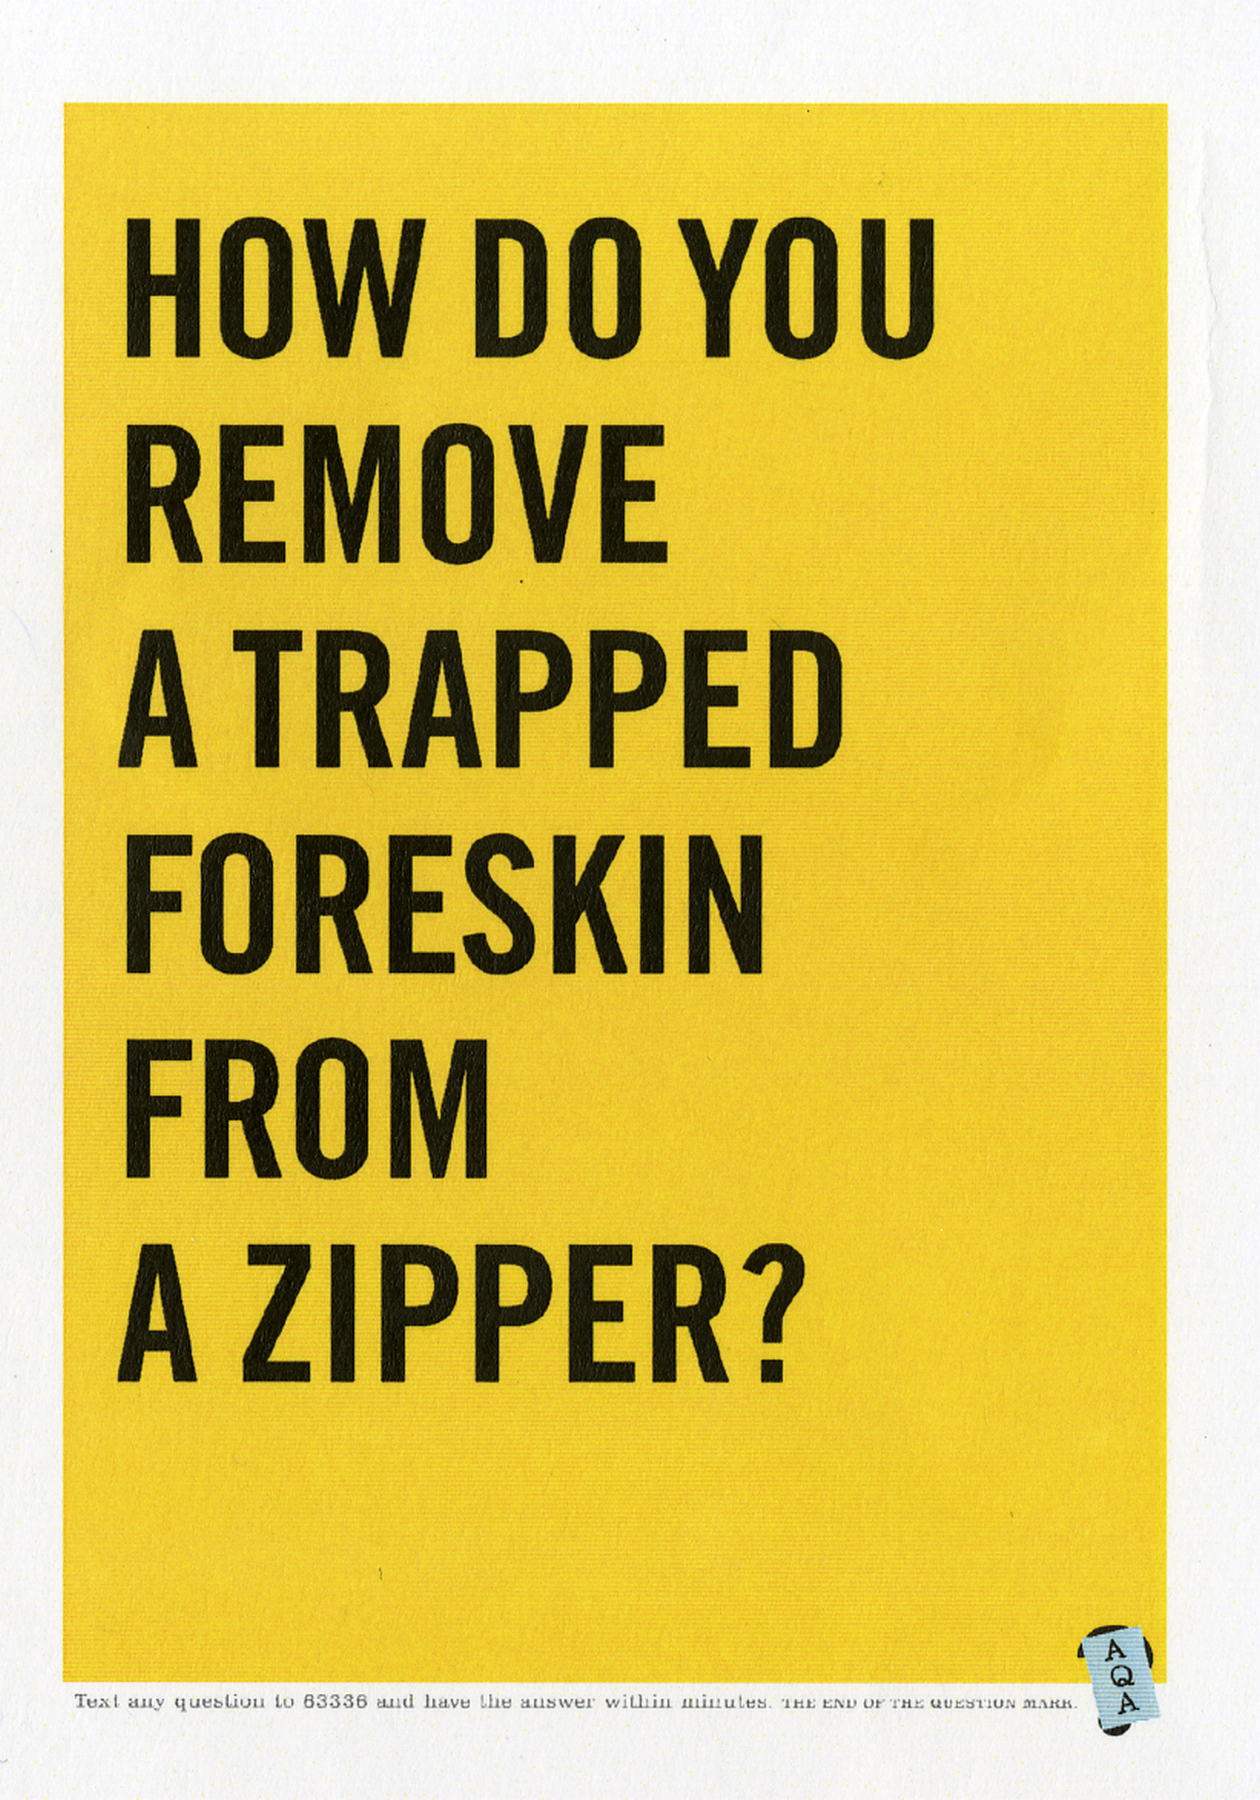 HOW DO YOU
REMOVE
A TRAPPED
FORESKIN
FROM
A ZIPPER?
Text any question to 63336 and have the answer within minutes. THE END OF THE QUESTION MARK.
A
Q
A